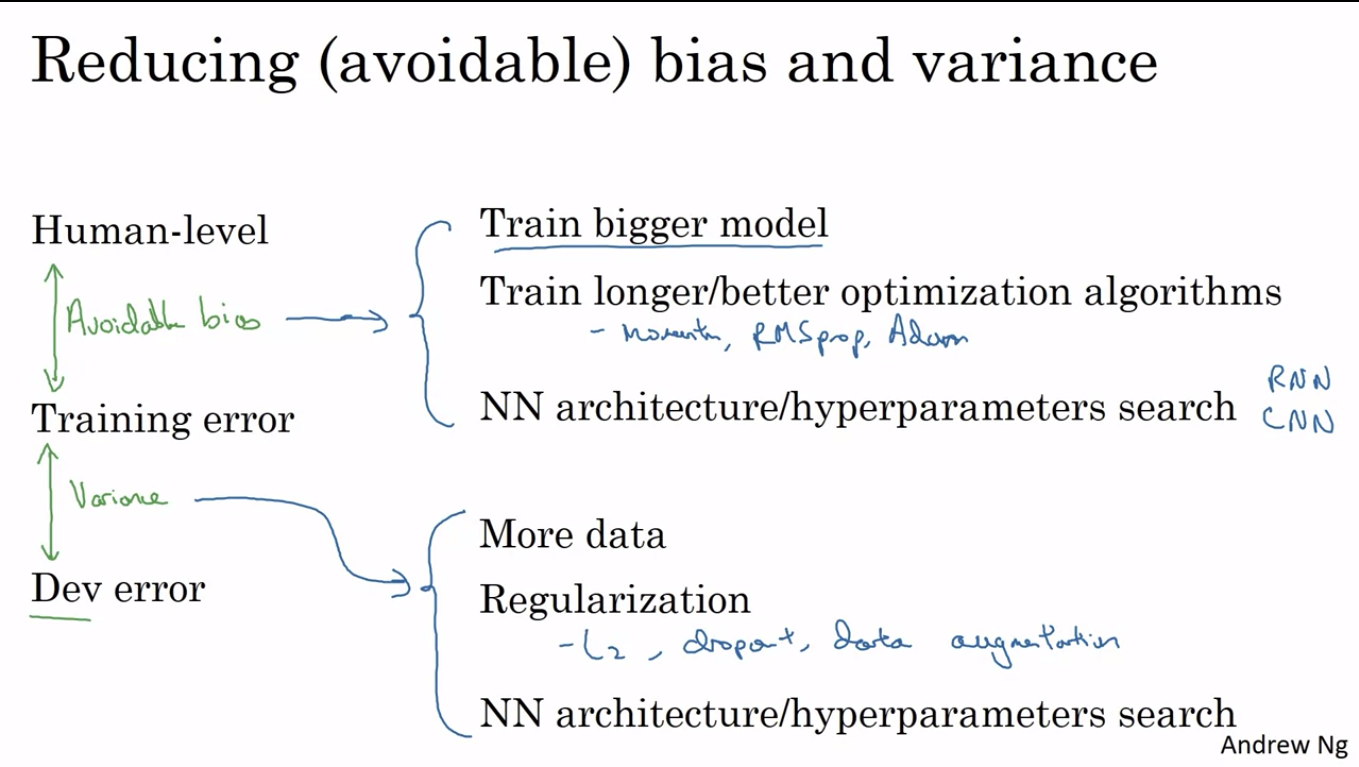 Reducing (avoidable) bias and variance
Human-level
Avoidable bias
Training error
Variance
Dev error
Train bigger model
Train longer/better optimization algorithms
- Momentum, RMSprop, Adam
NN architecture/hyperparameters search
RNN
CNN
More data
Regularization
- L2, dropout, data augmentation
NN architecture/hyperparameters search
Andrew Ng